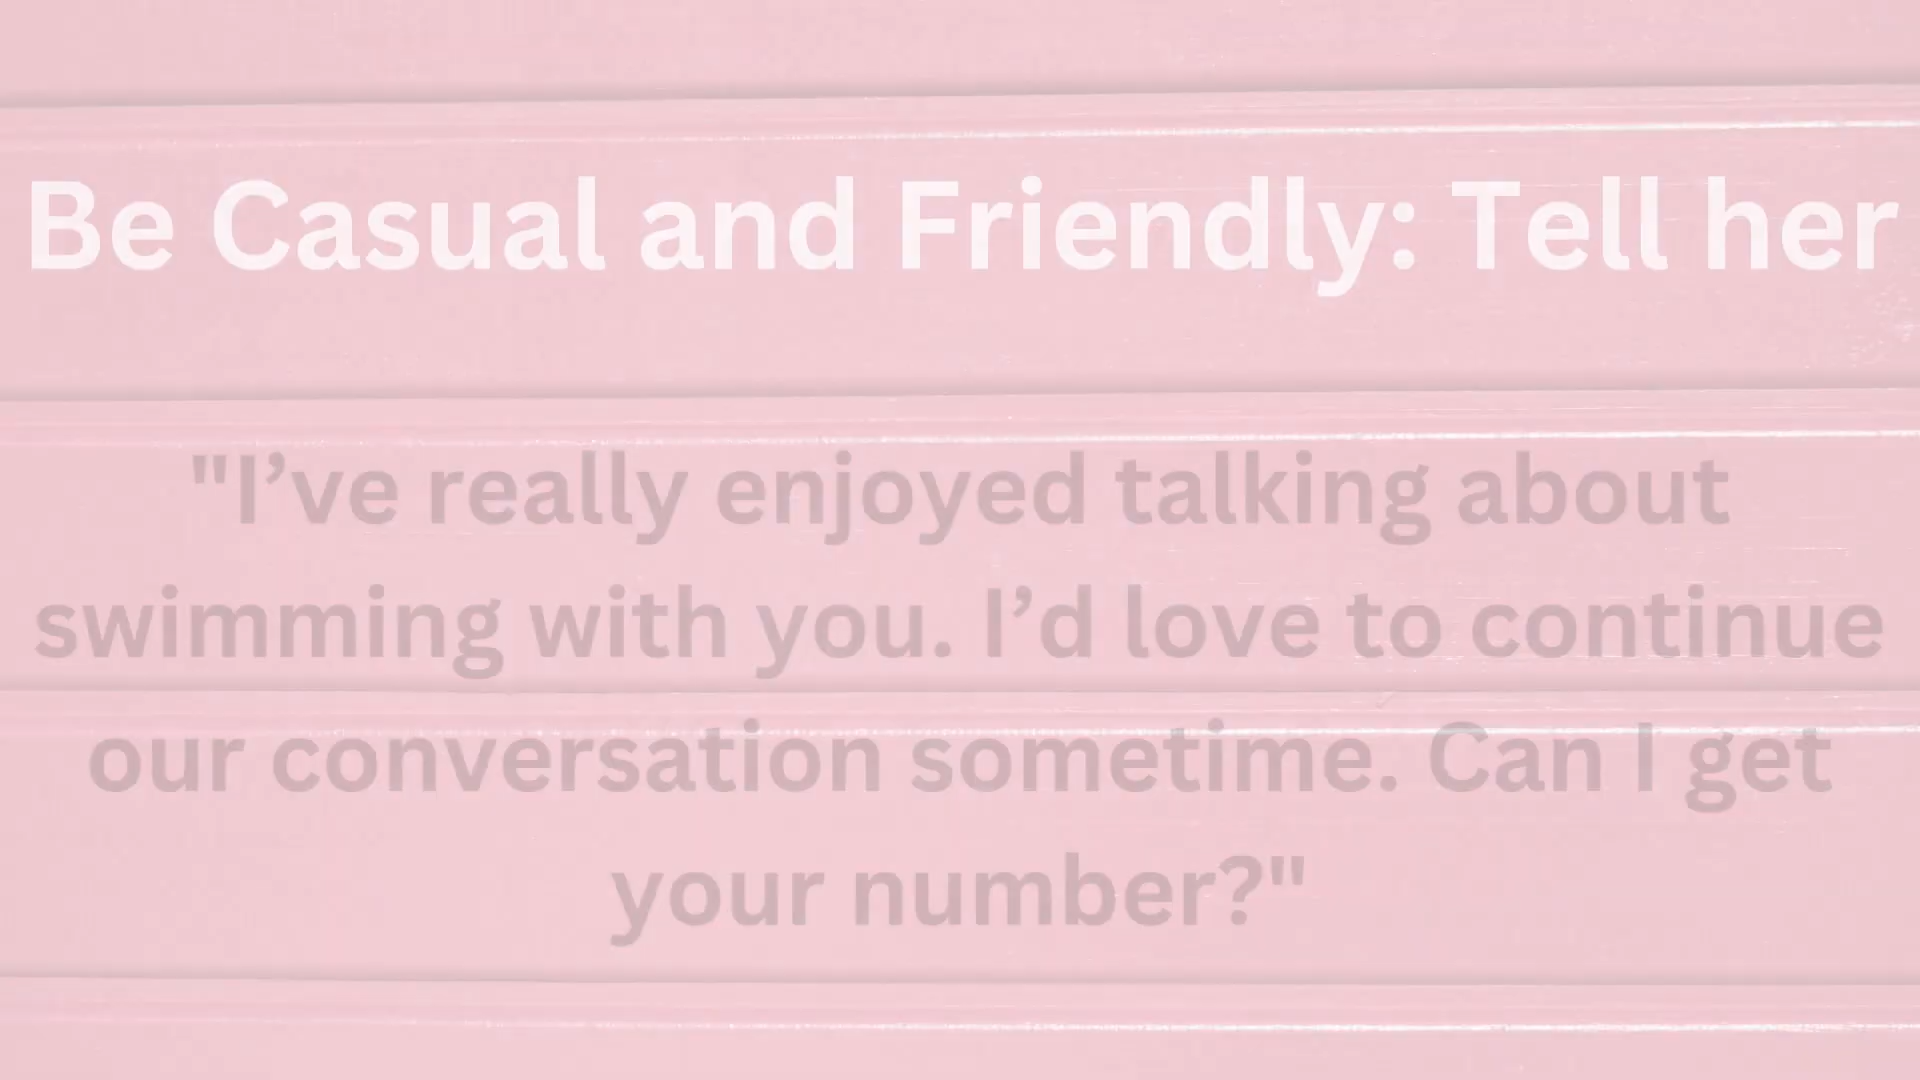 Be Casual and Friendly: Tell her
"I’ve really enjoyed talking about
swimming with you. I’d love to continue
our conversation sometime. Can I get
your number?"